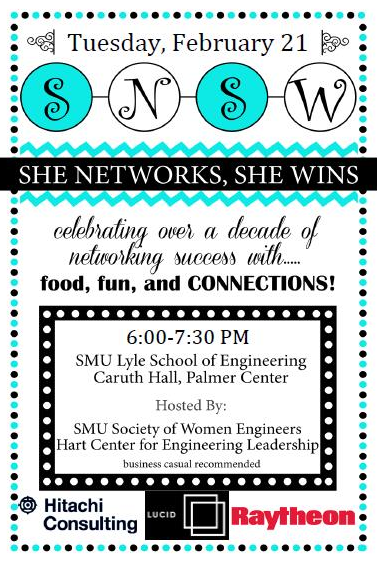 Tuesday, February 21
S N S W
SHE NETWORKS, SHE WINS
celebrating over a decade of
networking success with.....
food, fun, and CONNECTIONS!
6:00-7:30 PM
SMU Lyle School of Engineering
Caruth Hall, Palmer Center
Hosted By:
SMU Society of Women Engineers
Hart Center for Engineering Leadership
business casual recommended
Hitachi
Consulting
LUCID
Raytheon